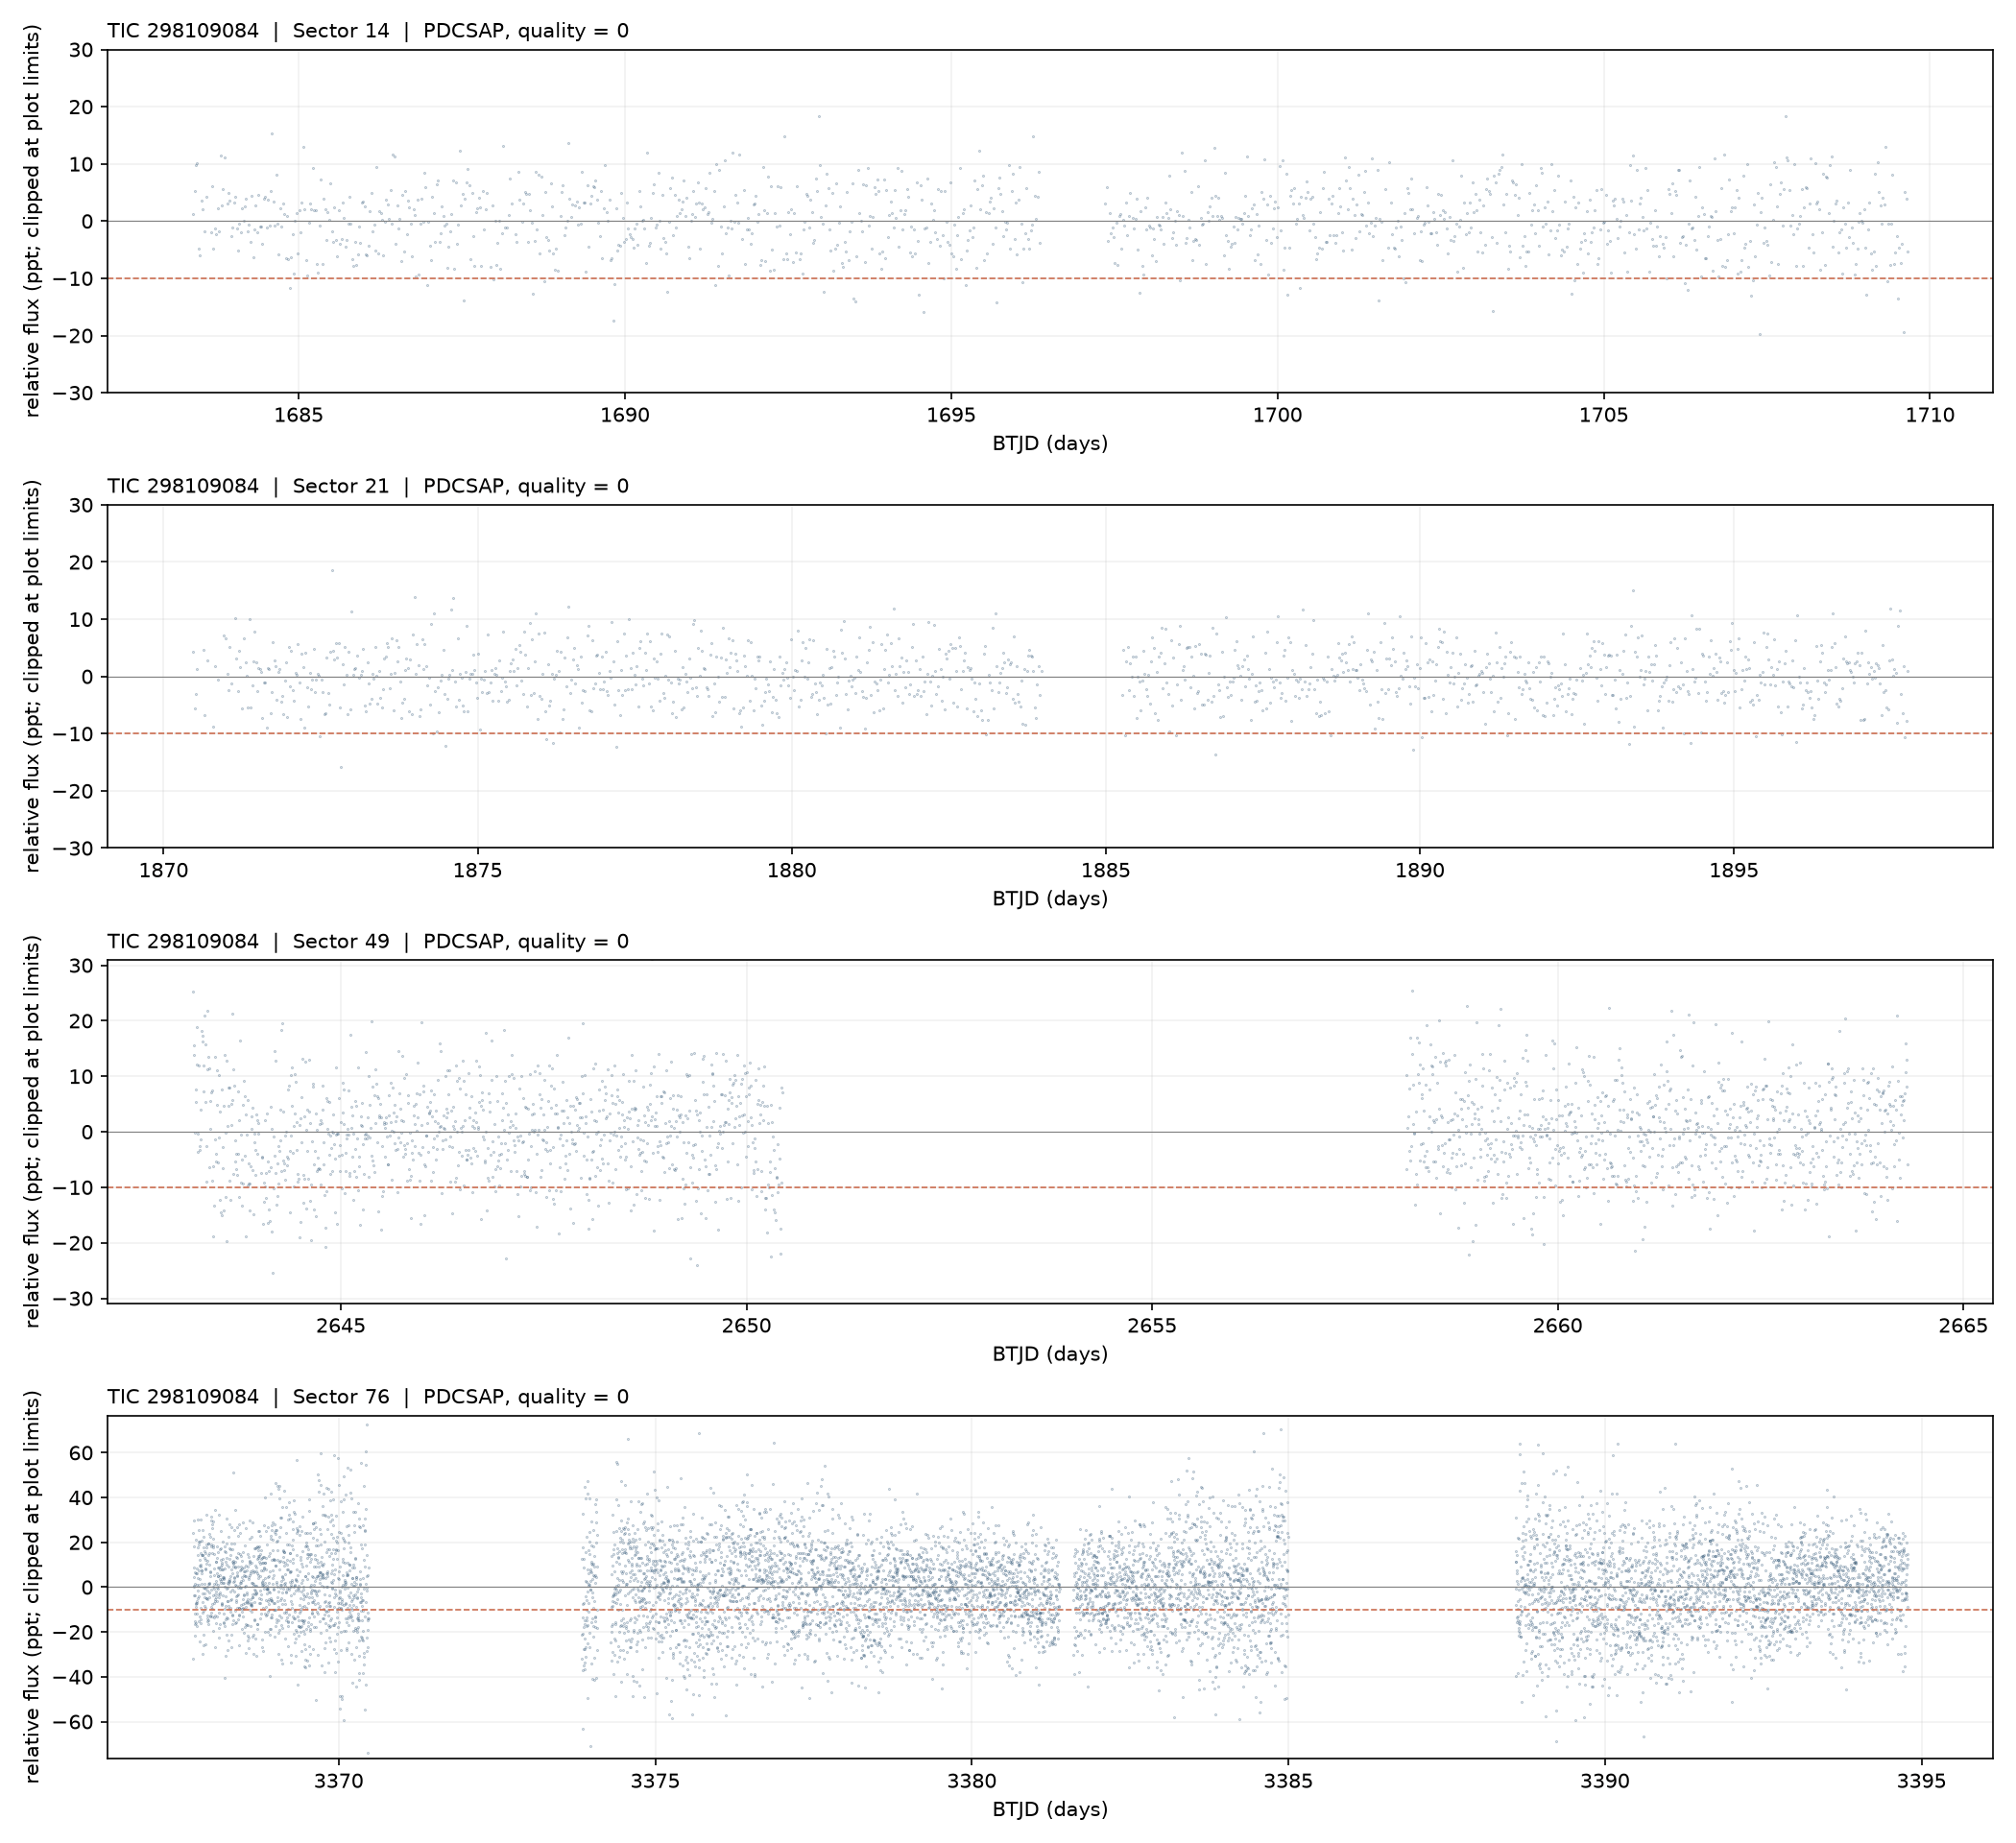 TIC 298109084 | Sector 14 | PDCSAP, quality = 0
relative flux (ppt; clipped at plot limits)
30
20
10
0
−10
−20
−30
1685 1690 1695 1700 1705 1710
BTJD (days)
TIC 298109084 | Sector 21 | PDCSAP, quality = 0
relative flux (ppt; clipped at plot limits)
30
20
10
0
−10
−20
−30
1870 1875 1880 1885 1890 1895
BTJD (days)
TIC 298109084 | Sector 49 | PDCSAP, quality = 0
relative flux (ppt; clipped at plot limits)
30
20
10
0
−10
−20
−30
2645 2650 2655 2660 2665
BTJD (days)
TIC 298109084 | Sector 76 | PDCSAP, quality = 0
relative flux (ppt; clipped at plot limits)
60
40
20
0
−20
−40
−60
3370 3375 3380 3385 3390 3395
BTJD (days)